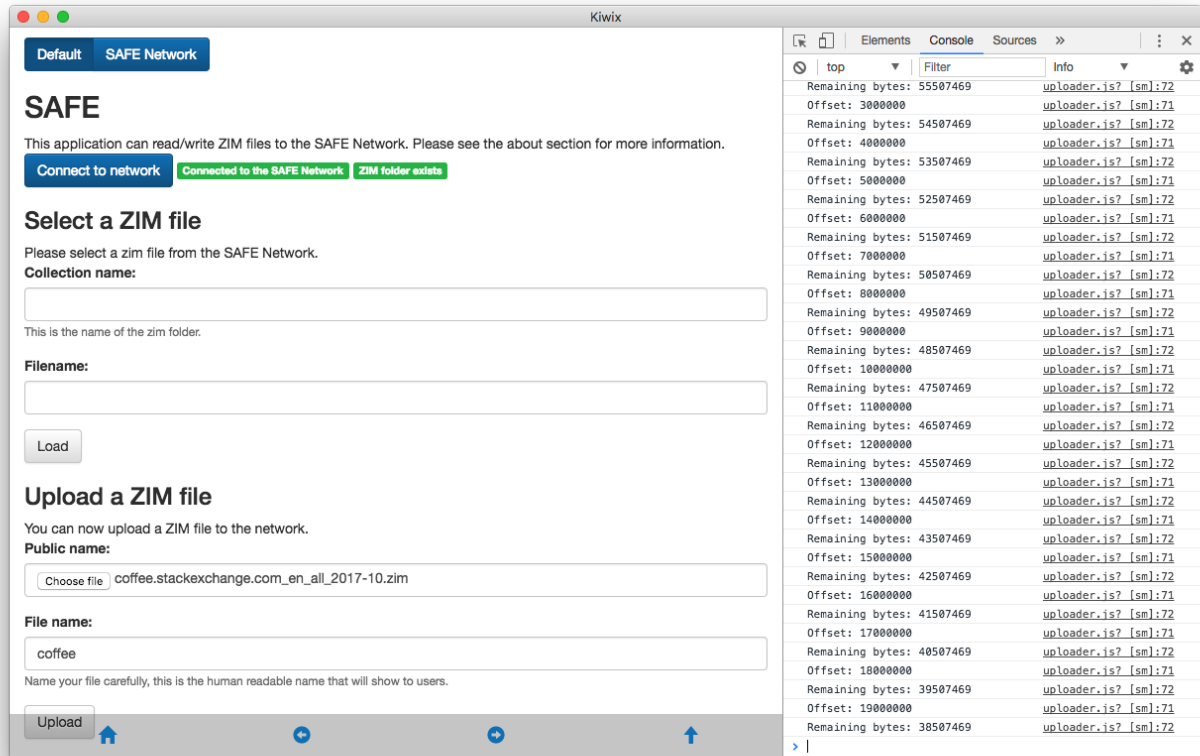 Kiwix
Default SAFE Network
SAFE
This application can read/write ZIM files to the SAFE Network. Please see the about section for more information.
Connect to network Connected to the SAFE Network ZIM folder exists
Select a ZIM file
Please select a zim file from the SAFE Network.
Collection name:
This is the name of the zim folder.
Filename:
Load
Upload a ZIM file
You can now upload a ZIM file to the network.
Public name:
Choose file coffee.stackexchange.com_en_all_2017-10.zim
File name:
coffee
Name your file carefully, this is the human readable name that will show to users.
Upload
Elements Console Sources »
top Filter Info
Remaining bytes: 55507469 uploader.js? [sm]:72
Offset: 3000000 uploader.js? [sm]:71
Remaining bytes: 54507469 uploader.js? [sm]:72
Offset: 4000000 uploader.js? [sm]:71
Remaining bytes: 53507469 uploader.js? [sm]:72
Offset: 5000000 uploader.js? [sm]:71
Remaining bytes: 52507469 uploader.js? [sm]:72
Offset: 6000000 uploader.js? [sm]:71
Remaining bytes: 51507469 uploader.js? [sm]:72
Offset: 7000000 uploader.js? [sm]:71
Remaining bytes: 50507469 uploader.js? [sm]:72
Offset: 8000000 uploader.js? [sm]:71
Remaining bytes: 49507469 uploader.js? [sm]:72
Offset: 9000000 uploader.js? [sm]:71
Remaining bytes: 48507469 uploader.js? [sm]:72
Offset: 10000000 uploader.js? [sm]:71
Remaining bytes: 47507469 uploader.js? [sm]:72
Offset: 11000000 uploader.js? [sm]:71
Remaining bytes: 46507469 uploader.js? [sm]:72
Offset: 12000000 uploader.js? [sm]:71
Remaining bytes: 45507469 uploader.js? [sm]:72
Offset: 13000000 uploader.js? [sm]:71
Remaining bytes: 44507469 uploader.js? [sm]:72
Offset: 14000000 uploader.js? [sm]:71
Remaining bytes: 43507469 uploader.js? [sm]:72
Offset: 15000000 uploader.js? [sm]:71
Remaining bytes: 42507469 uploader.js? [sm]:72
Offset: 16000000 uploader.js? [sm]:71
Remaining bytes: 41507469 uploader.js? [sm]:72
Offset: 17000000 uploader.js? [sm]:71
Remaining bytes: 40507469 uploader.js? [sm]:72
Offset: 18000000 uploader.js? [sm]:71
Remaining bytes: 39507469 uploader.js? [sm]:72
Offset: 19000000 uploader.js? [sm]:71
Remaining bytes: 38507469 uploader.js? [sm]:72